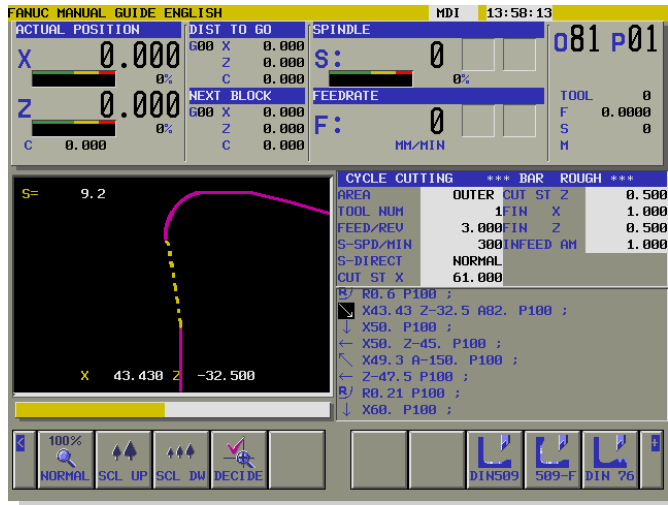 FANUC MANUAL GUIDE ENGLISH MDI 13:58:13
ACTUAL POSITION DIST TO GO SPINDLE O81 P01
X 0.000 G00 X 0.000 S: 0
0% Z 0.000 0%
C 0.000
Z 0.000 NEXT BLOCK FEEDRATE TOOL 0
0% G00 X 0.000 F: 0 F 0.0000
Z 0.000 S 0
C 0.000 C 0.000 MM/MIN M
CYCLE CUTTING *** BAR ROUGH ***
S= 9.2
AREA OUTER CUT ST Z 0.500
TOOL NUM 1 FIN X 1.000
FEED/REV 3.000 FIN Z 0.500
S-SPD/MIN 300 INFEED AM 1.000
S-DIRECT NORMAL
CUT ST X 61.000
R R0.6 P100 ;
↘ X43.43 Z-32.5 A82. P100 ;
↓ X50. P100 ;
← X50. Z-45. P100 ;
↖ X49.3 A-150. P100 ;
← Z-47.5 P100 ;
R R0.21 P100 ;
↓ X60. P100 ;
X 43.430 Z -32.500
< 100% +
NORMAL SCL UP SCL DW DECIDE DIN509 509-F DIN 76